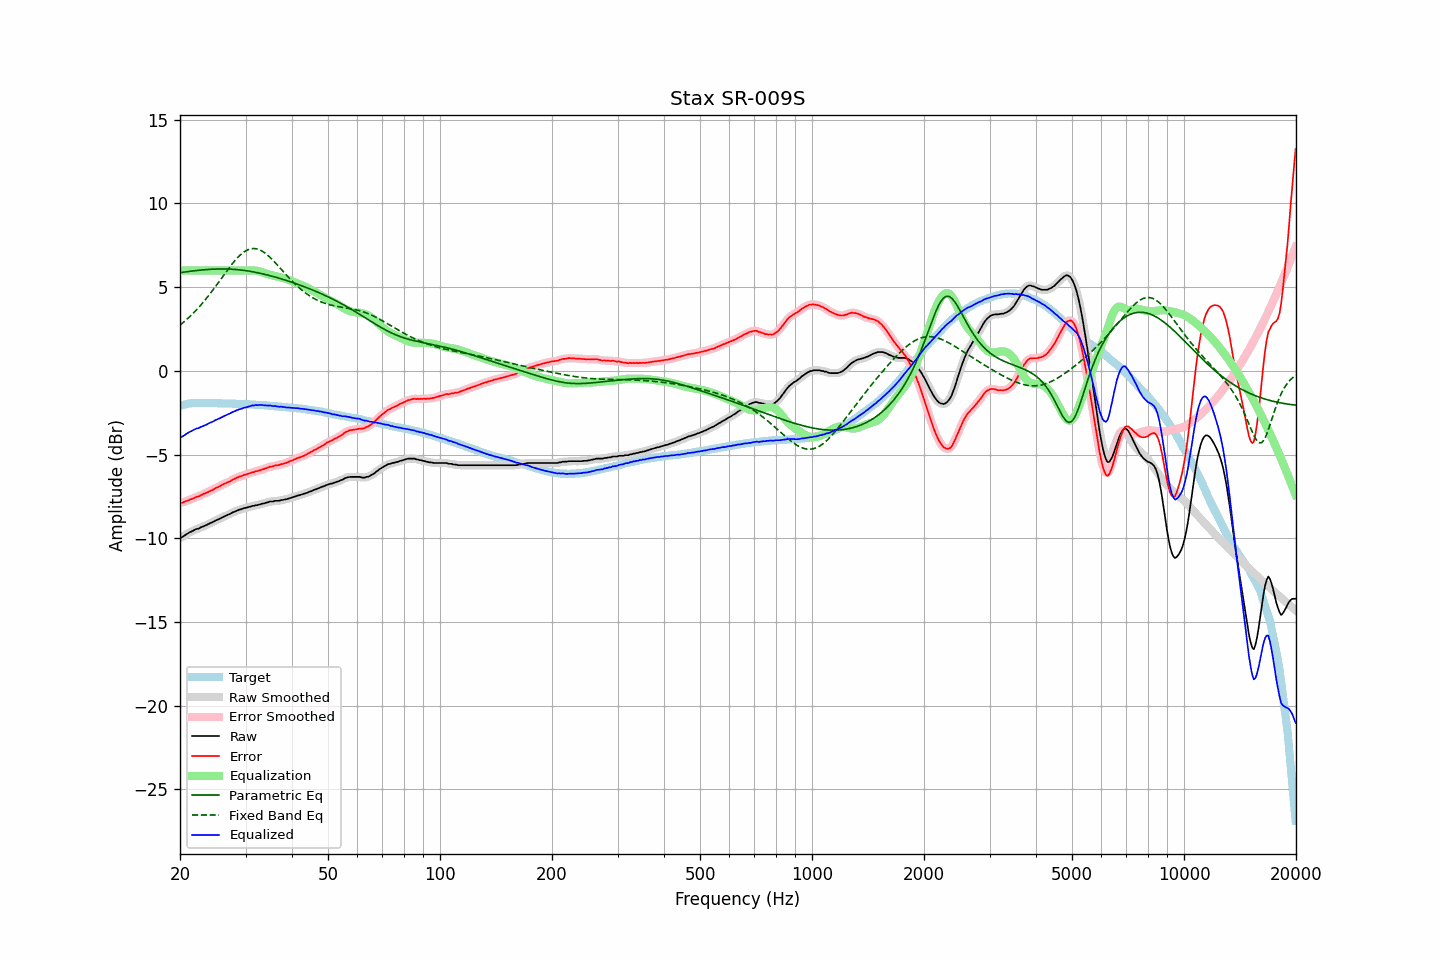 Stax SR-009S
15
10
5
0
−5
−10
−15
−20
−25
Amplitude (dBr)
Target
Raw Smoothed
Error Smoothed
Raw
Error
Equalization
Parametric Eq
Fixed Band Eq
Equalized
20 50 100 200 500 1000 2000 5000 10000 20000
Frequency (Hz)